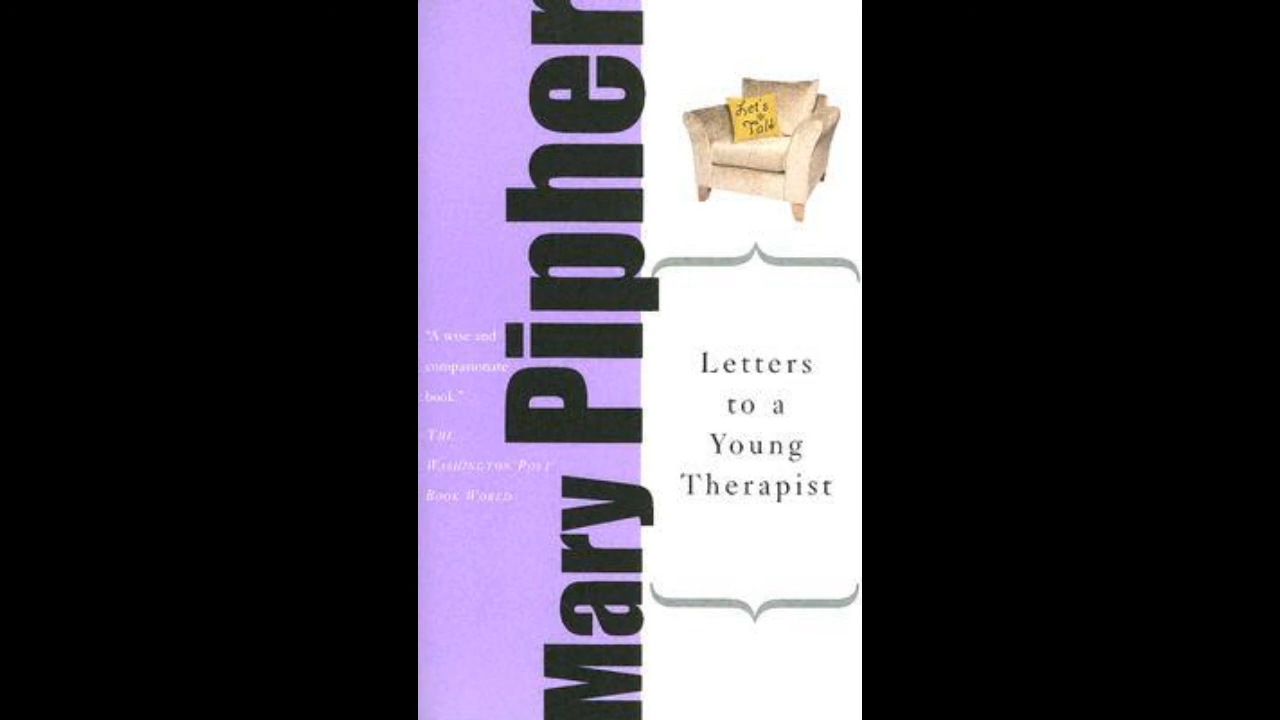 Mary Pipher
Let's
Talk
Letters
to a
Young
Therapist
"A wise and
compassionate
book."
The
Washington Post
Book World